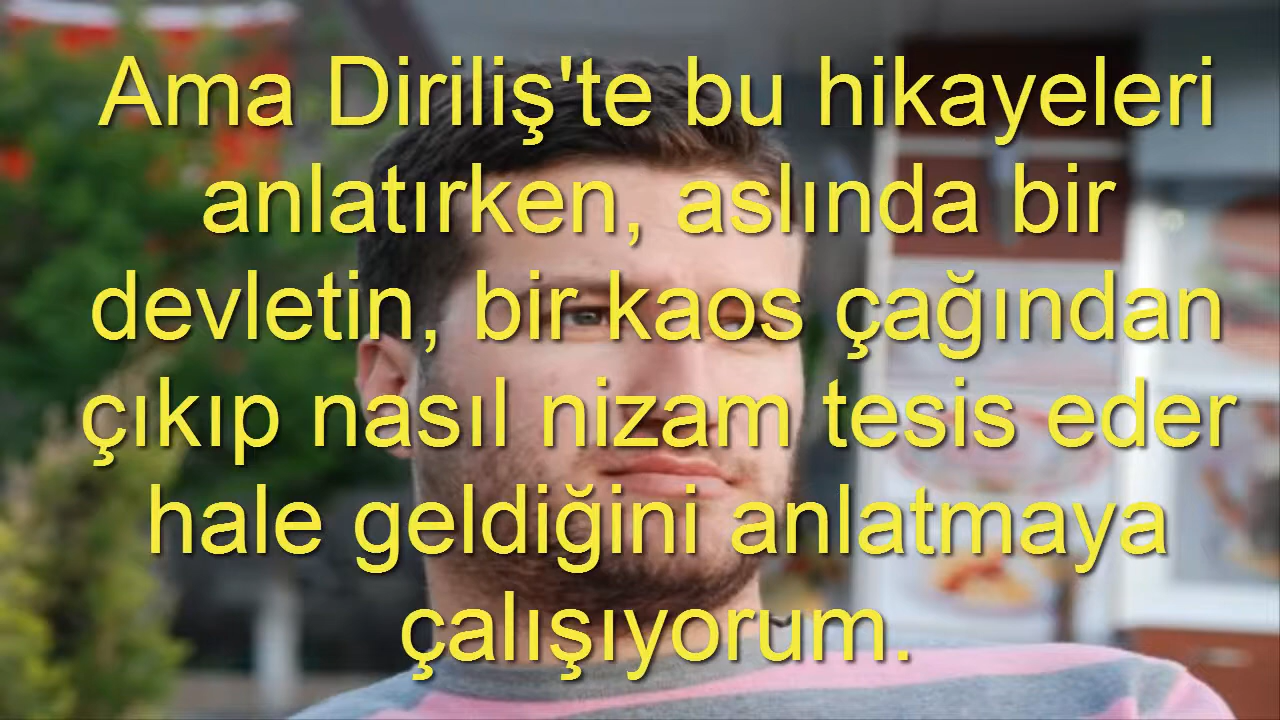 Ama Diriliş'te bu hikayeleri
anlatırken, aslında bir
devletin, bir kaos çağından
çıkıp nasıl nizam tesis eder
hale geldiğini anlatmaya
çalışıyorum.